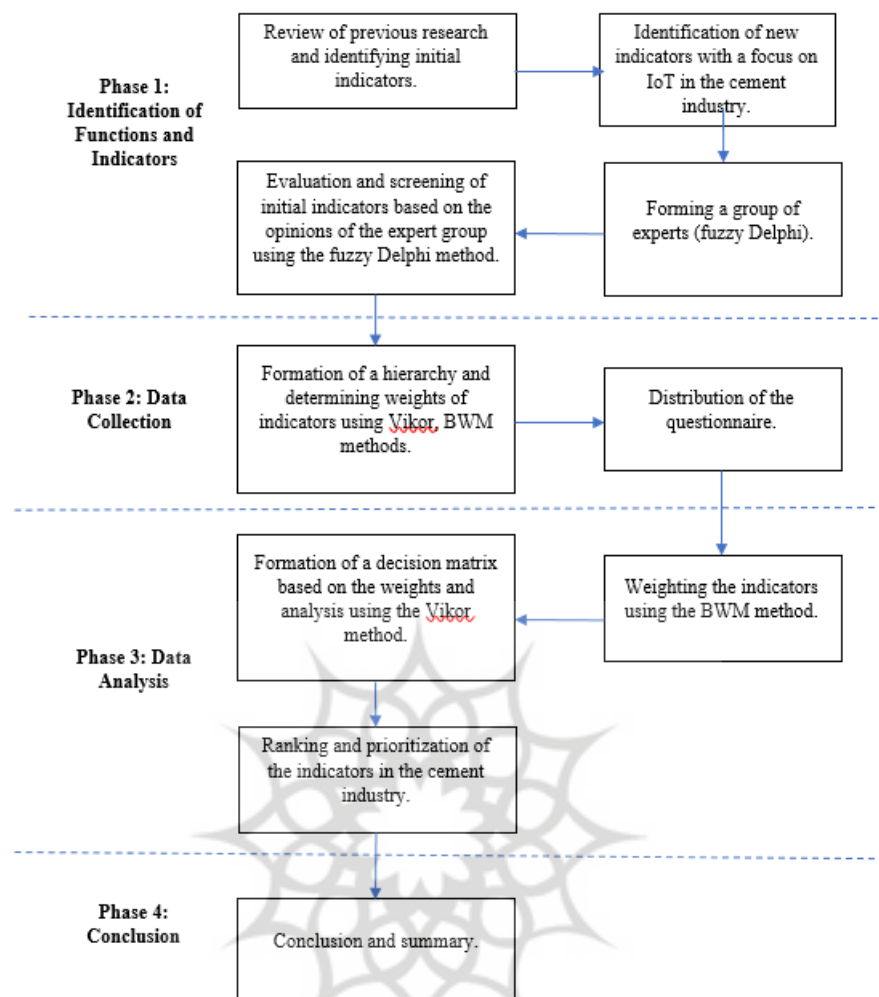 Review of previous research
and identifying initial
indicators.
Identification of new
indicators with a focus on
IoT in the cement
industry.
Phase 1:
Identification of
Functions and
Indicators
Evaluation and screening of
initial indicators based on the
opinions of the expert group
using the fuzzy Delphi method.
Forming a group of
experts (fuzzy Delphi).
Phase 2: Data
Collection
Formation of a hierarchy and
determining weights of
indicators using Vikor, BWM
methods.
Distribution of the
questionnaire.
Phase 3: Data
Analysis
Formation of a decision matrix
based on the weights and
analysis using the Vikor
method.
Weighting the indicators
using the BWM method.
Ranking and prioritization of
the indicators in the cement
industry.
Phase 4:
Conclusion
Conclusion and summary.